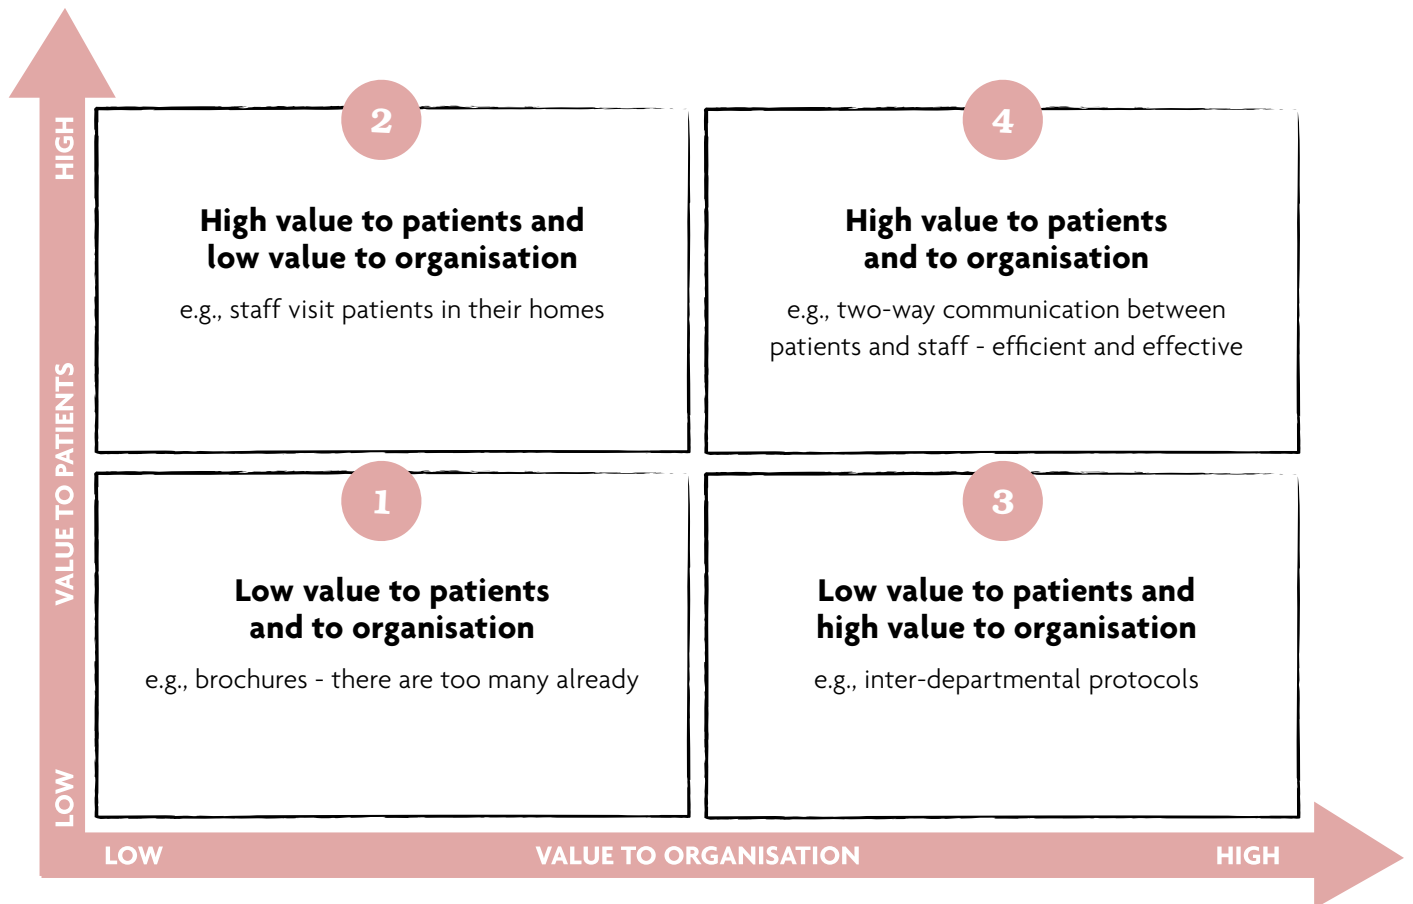 HIGH
VALUE TO PATIENTS
LOW
2
High value to patients and
low value to organisation
e.g., staff visit patients in their homes
4
High value to patients
and to organisation
e.g., two-way communication between
patients and staff - efficient and effective
1
Low value to patients
and to organisation
e.g., brochures - there are too many already
3
Low value to patients and
high value to organisation
e.g., inter-departmental protocols
LOW
VALUE TO ORGANISATION
HIGH